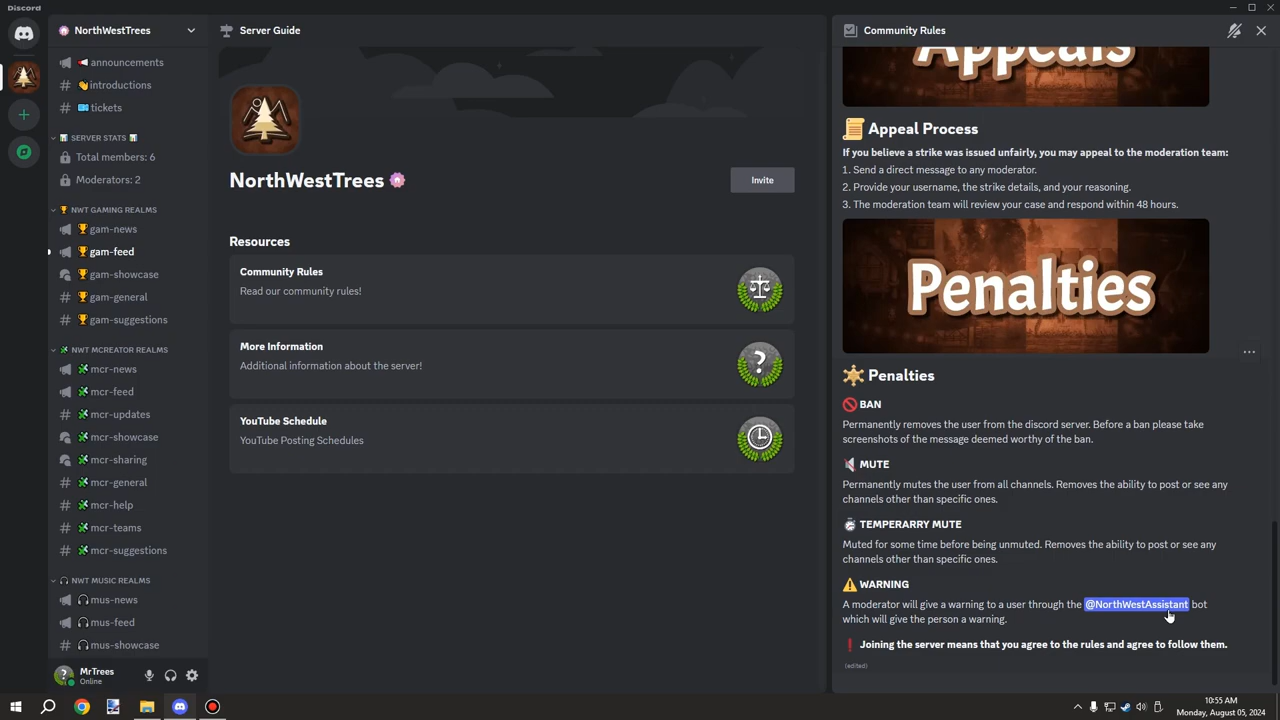 Discord
NorthWestTrees
announcements
introductions
tickets
SERVER STATS
Total members: 6
Moderators: 2
NWT GAMING REALMS
gam-news
gam-feed
gam-showcase
gam-general
gam-suggestions
NWT MCREATOR REALMS
mcr-news
mcr-feed
mcr-updates
mcr-showcase
mcr-sharing
mcr-general
mcr-help
mcr-teams
mcr-suggestions
NWT MUSIC REALMS
mus-news
mus-feed
mus-showcase
MrTrees
Online
Server Guide
NorthWestTrees
Invite
Resources
Community Rules
Read our community rules!
More Information
Additional information about the server!
YouTube Schedule
YouTube Posting Schedules
Community Rules
Appeals
Appeal Process
If you believe a strike was issued unfairly, you may appeal to the moderation team:
1. Send a direct message to any moderator.
2. Provide your username, the strike details, and your reasoning.
3. The moderation team will review your case and respond within 48 hours.
Penalties
Penalties
BAN
Permanently removes the user from the discord server. Before a ban please take
screenshots of the message deemed worthy of the ban.
MUTE
Permanently mutes the user from all channels. Removes the ability to post or see any
channels other than specific ones.
TEMPERARRY MUTE
Muted for some time before being unmuted. Removes the ability to post or see any
channels other than specific ones.
WARNING
A moderator will give a warning to a user through the @NorthWestAssistant bot
which will give the person a warning.
Joining the server means that you agree to the rules and agree to follow them.
(edited)
10:55 AM
Monday, August 05, 2024